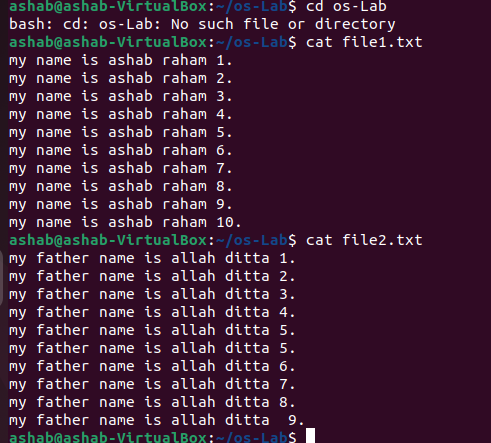 ashab@ashab-VirtualBox:~/os-Lab$ cd os-Lab
bash: cd: os-Lab: No such file or directory
ashab@ashab-VirtualBox:~/os-Lab$ cat file1.txt
my name is ashab raham 1.
my name is ashab raham 2.
my name is ashab raham 3.
my name is ashab raham 4.
my name is ashab raham 5.
my name is ashab raham 6.
my name is ashab raham 7.
my name is ashab raham 8.
my name is ashab raham 9.
my name is ashab raham 10.
ashab@ashab-VirtualBox:~/os-Lab$ cat file2.txt
my father name is allah ditta 1.
my father name is allah ditta 2.
my father name is allah ditta 3.
my father name is allah ditta 4.
my father name is allah ditta 5.
my father name is allah ditta 5.
my father name is allah ditta 6.
my father name is allah ditta 7.
my father name is allah ditta 8.
my father name is allah ditta  9.
ashab@ashab-VirtualBox:~/os-Lab$